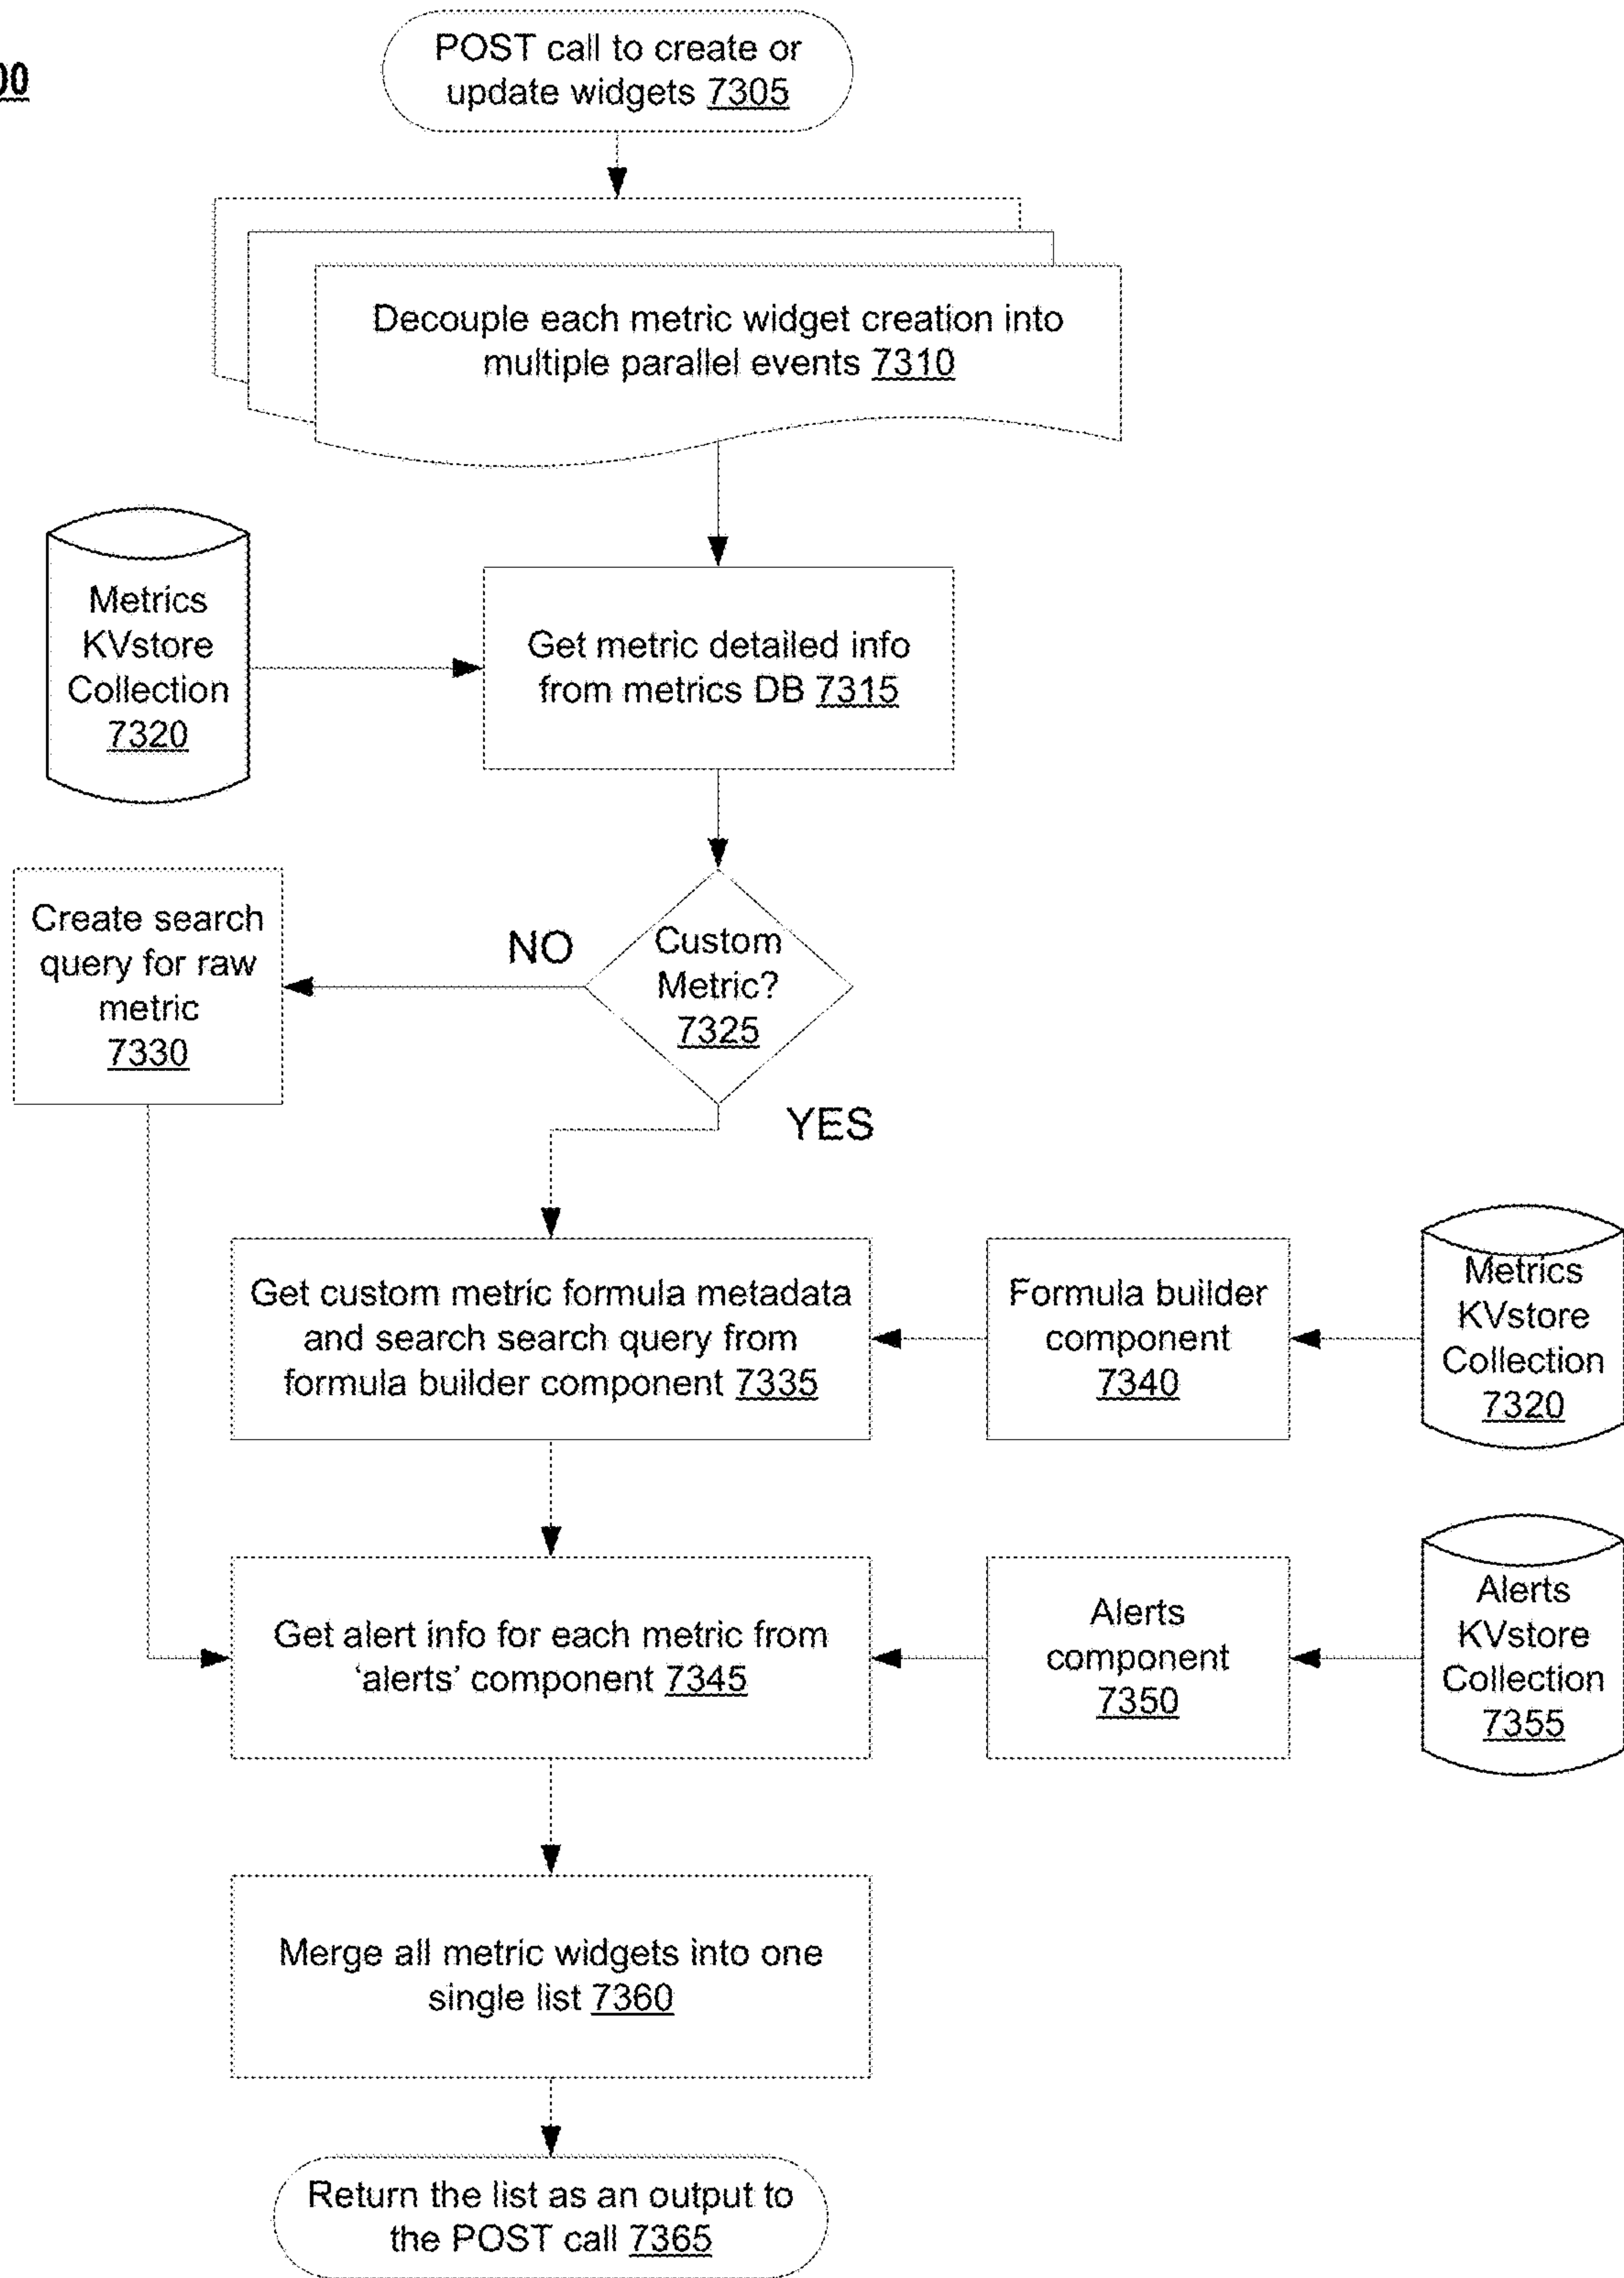 00
POST call to create or
update widgets 7305
Decouple each metric widget creation into
multiple parallel events 7310
Metrics
KVstore
Collection
7320
Get metric detailed info
from metrics DB 7315
Create search
query for raw
metric
7330
NO
Custom
Metric?
7325
YES
Get custom metric formula metadata
and search search query from
formula builder component 7335
Formula builder
component
7340
Metrics
KVstore
Collection
7320
Get alert info for each metric from
‘alerts’ component 7345
Alerts
component
7350
Alerts
KVstore
Collection
7355
Merge all metric widgets into one
single list 7360
Return the list as an output to
the POST call 7365